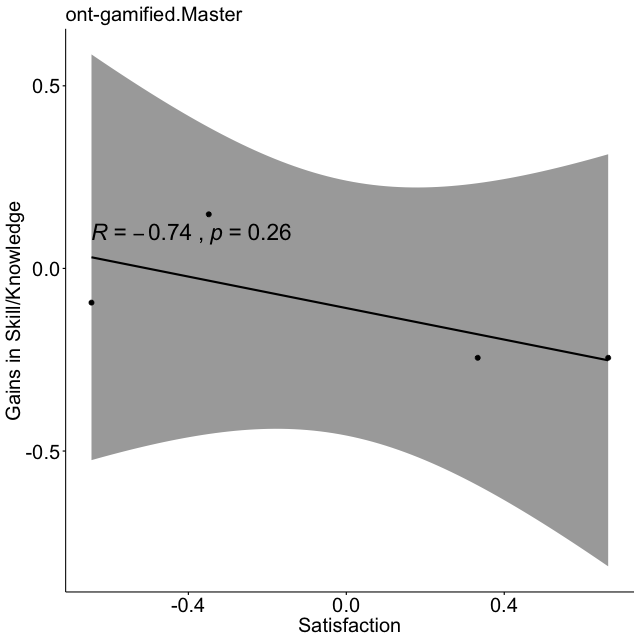 ont-gamified.Master
Gains in Skill/Knowledge
0.5
0.0
-0.5
R = −0.74 , p = 0.26
-0.4 0.0 0.4
Satisfaction